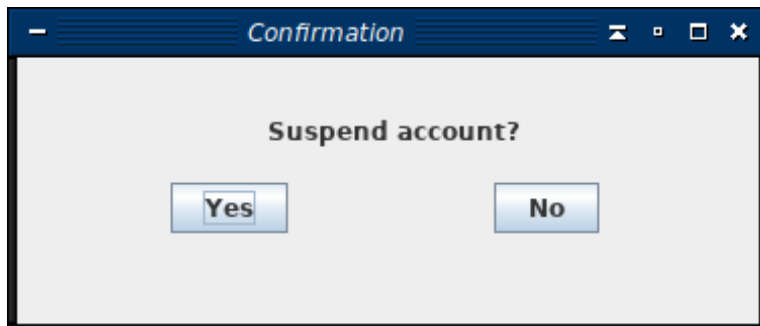 Confirmation
Suspend account?
Yes
No